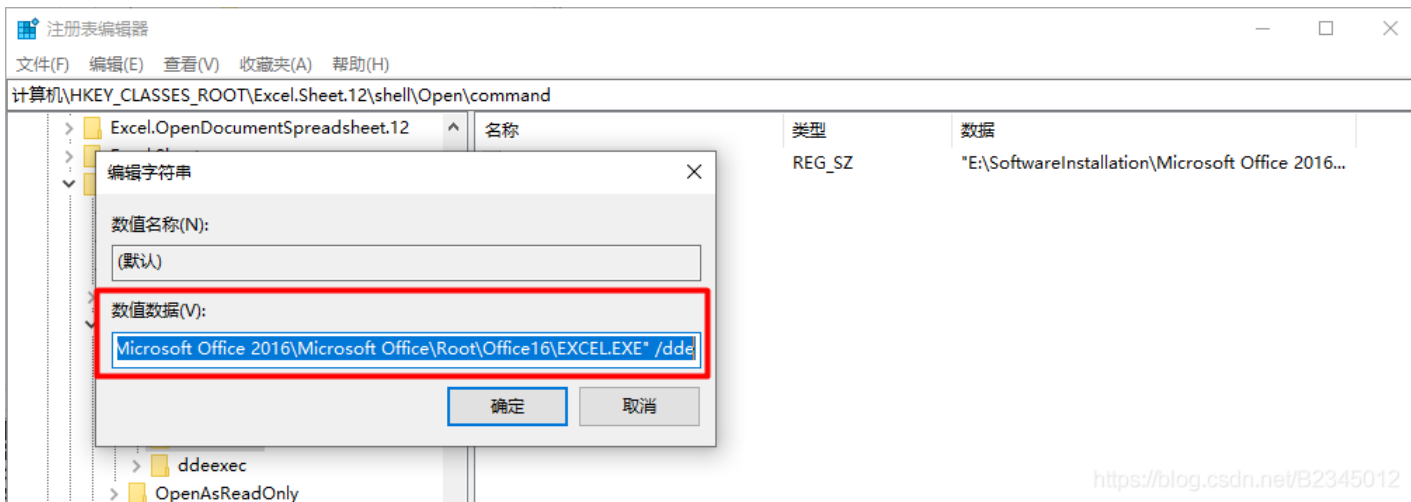 注册表编辑器
文件(F) 编辑(E) 查看(V) 收藏夹(A) 帮助(H)
计算机\HKEY_CLASSES_ROOT\Excel.Sheet.12\shell\Open\command
Excel.OpenDocumentSpreadsheet.12
名称 类型 数据
REG_SZ "E:\SoftwareInstallation\Microsoft Office 2016...
编辑字符串
数值名称(N):
(默认)
数值数据(V):
Microsoft Office 2016\Microsoft Office\Root\Office16\EXCEL.EXE" /dde
确定 取消
ddeexec
OpenAsReadOnly
https://blog.csdn.net/B2345012